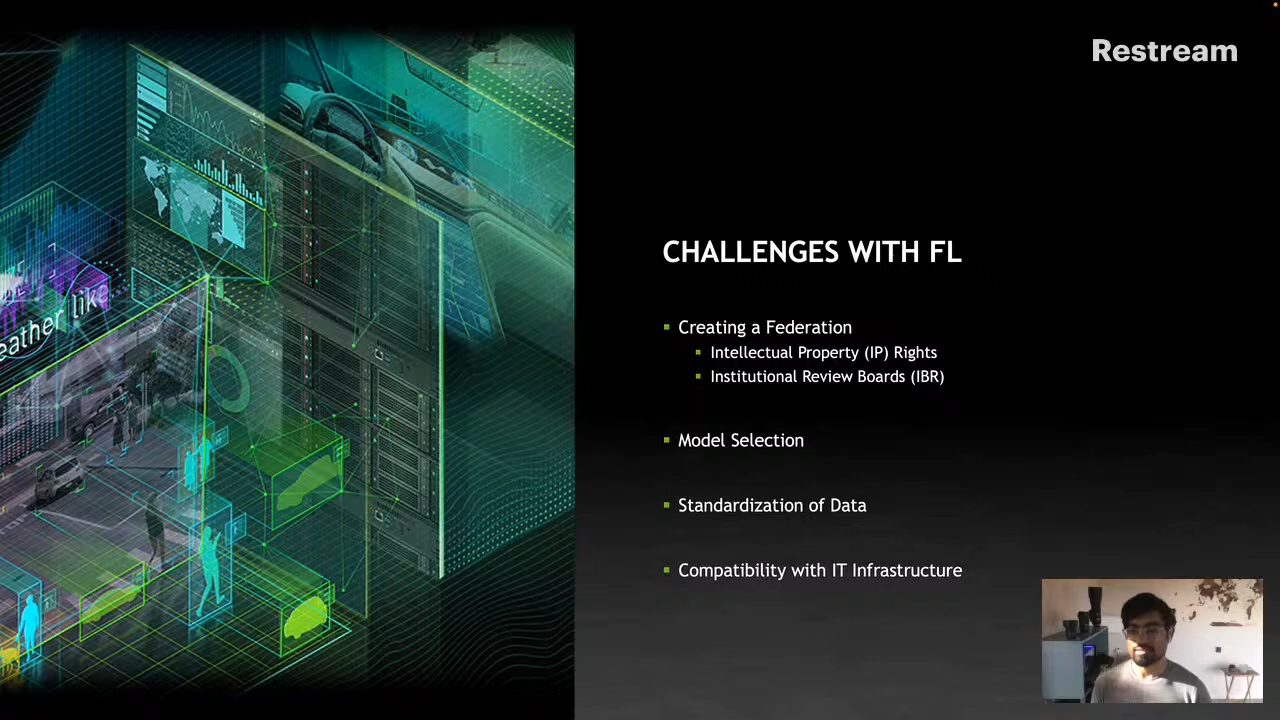 Restream
CHALLENGES WITH FL
Creating a Federation
Intellectual Property (IP) Rights
Institutional Review Boards (IBR)
Model Selection
Standardization of Data
Compatibility with IT Infrastructure
eather like